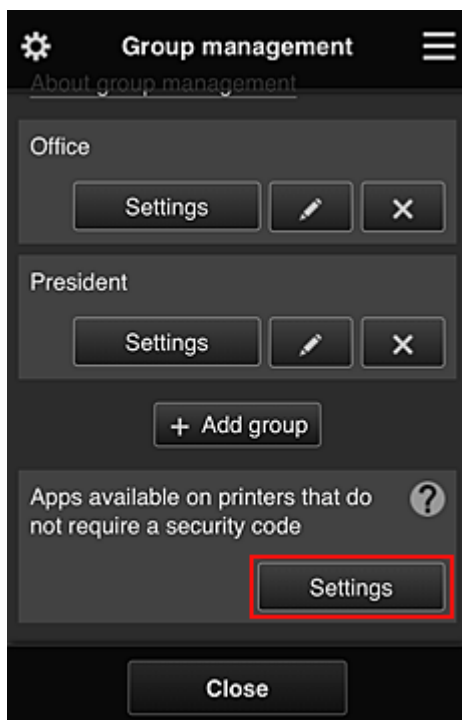 Group management
About group management
Office
Settings
President
Settings
+ Add group
Apps available on printers that do
not require a security code
?
Settings
Close